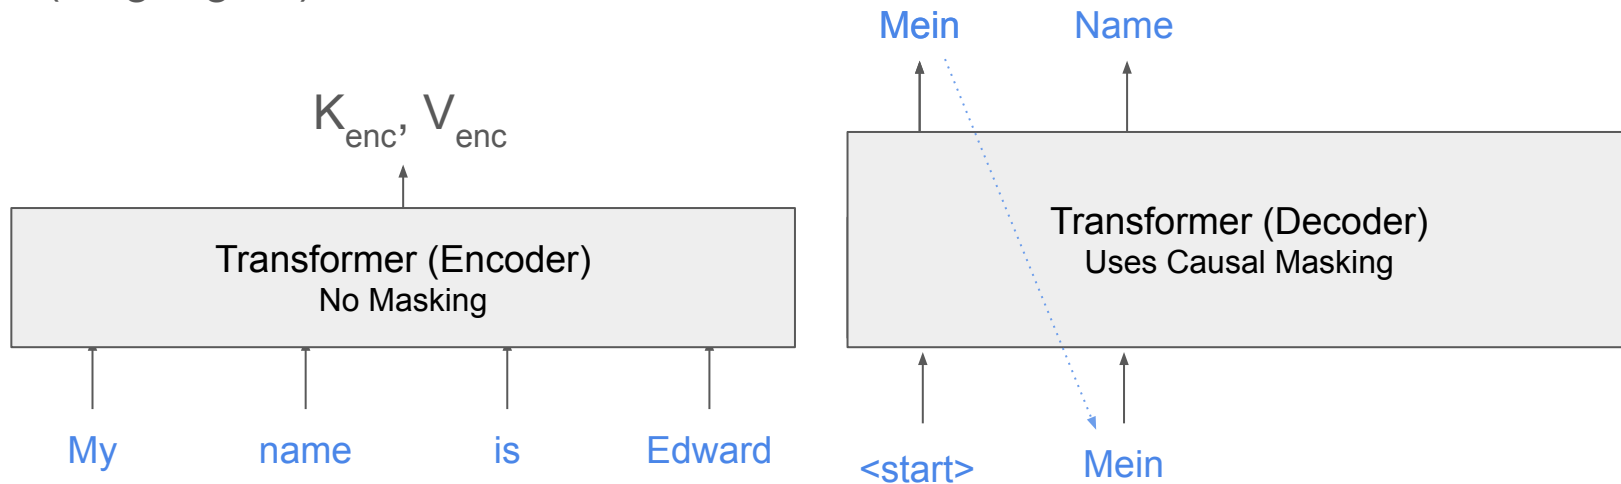 K_enc, V_enc
Transformer (Encoder)
No Masking
My name is Edward
Mein Name
Transformer (Decoder)
Uses Causal Masking
<start> Mein